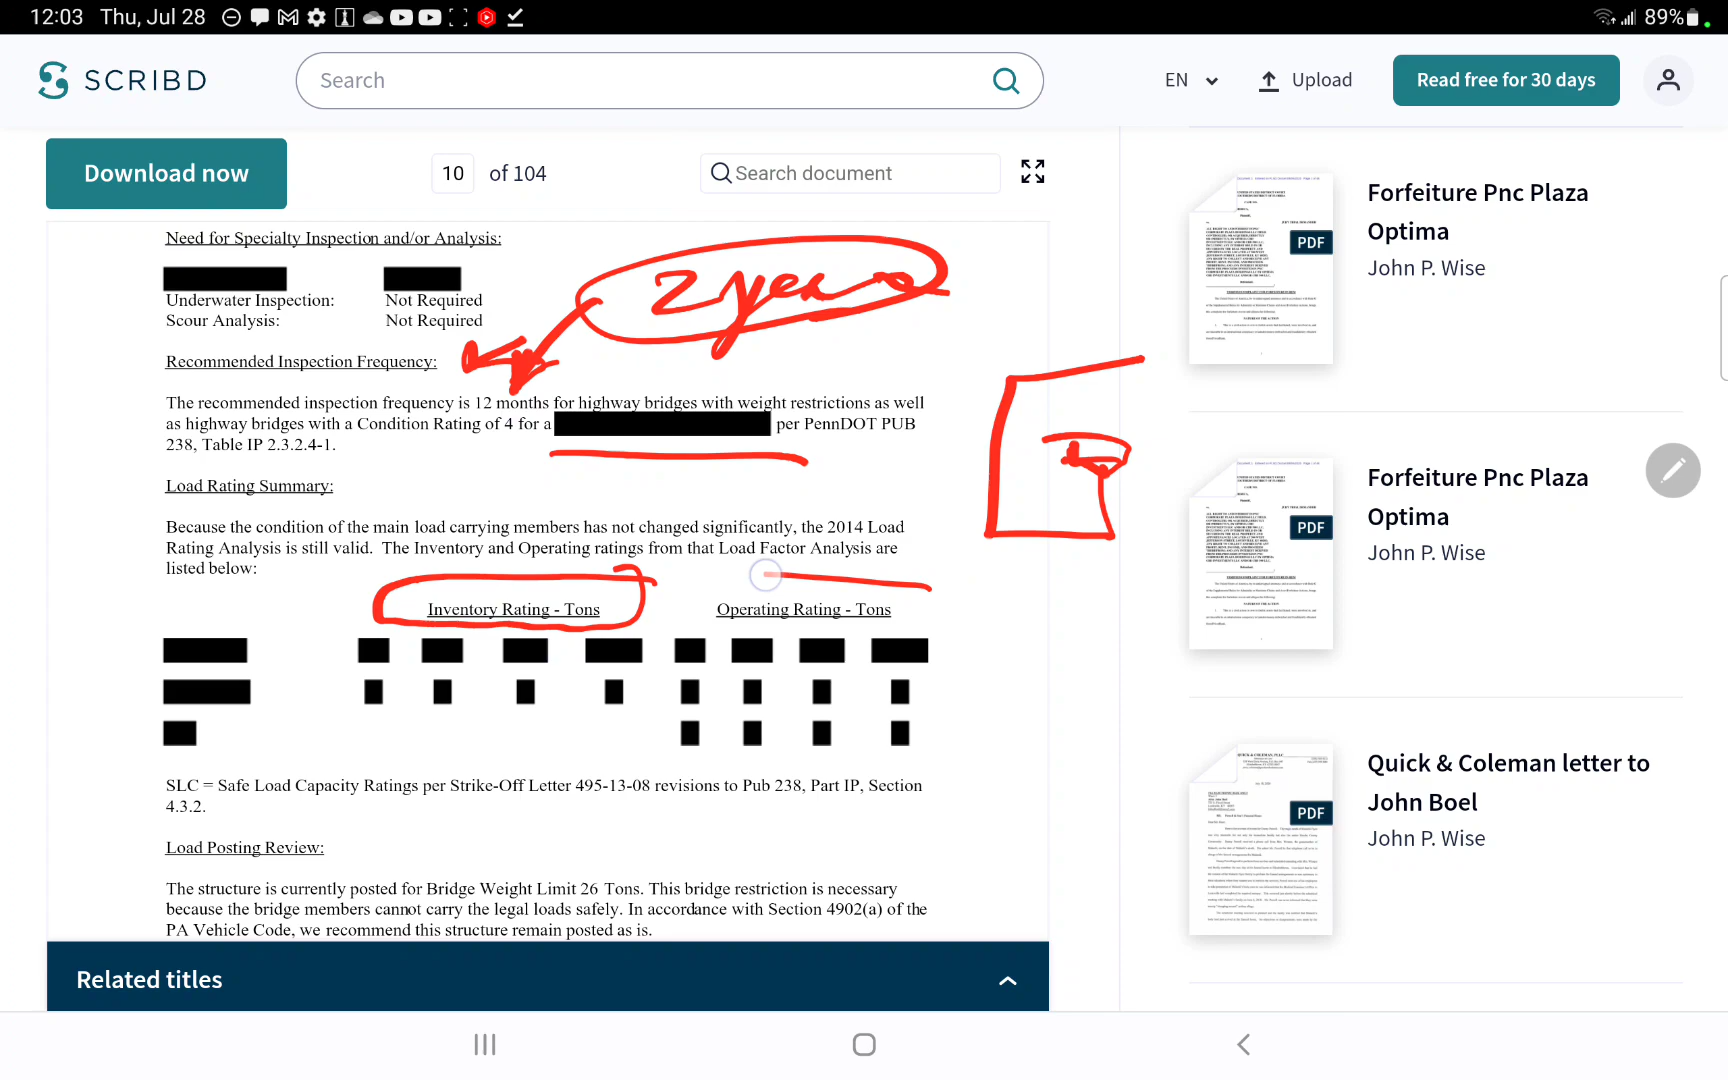 12:03 Thu, Jul 28 89%
SCRIBD
Search
EN
Upload
Read free for 30 days
Download now
10 of 104
Search document
Need for Specialty Inspection and/or Analysis:
Underwater Inspection: Not Required
Scour Analysis: Not Required
2 years
Recommended Inspection Frequency:
The recommended inspection frequency is 12 months for highway bridges with weight restrictions as well
as highway bridges with a Condition Rating of 4 for a per PennDOT PUB
238, Table IP 2.3.2.4-1.
Load Rating Summary:
Because the condition of the main load carrying members has not changed significantly, the 2014 Load
Rating Analysis is still valid. The Inventory and Operating ratings from that Load Factor Analysis are
listed below:
Inventory Rating - Tons Operating Rating - Tons
SLC = Safe Load Capacity Ratings per Strike-Off Letter 495-13-08 revisions to Pub 238, Part IP, Section
4.3.2.
Load Posting Review:
The structure is currently posted for Bridge Weight Limit 26 Tons. This bridge restriction is necessary
because the bridge members cannot carry the legal loads safely. In accordance with Section 4902(a) of the
PA Vehicle Code, we recommend this structure remain posted as is.
Related titles
PDF
Forfeiture Pnc Plaza
Optima
John P. Wise
PDF
Forfeiture Pnc Plaza
Optima
John P. Wise
PDF
Quick & Coleman letter to
John Boel
John P. Wise